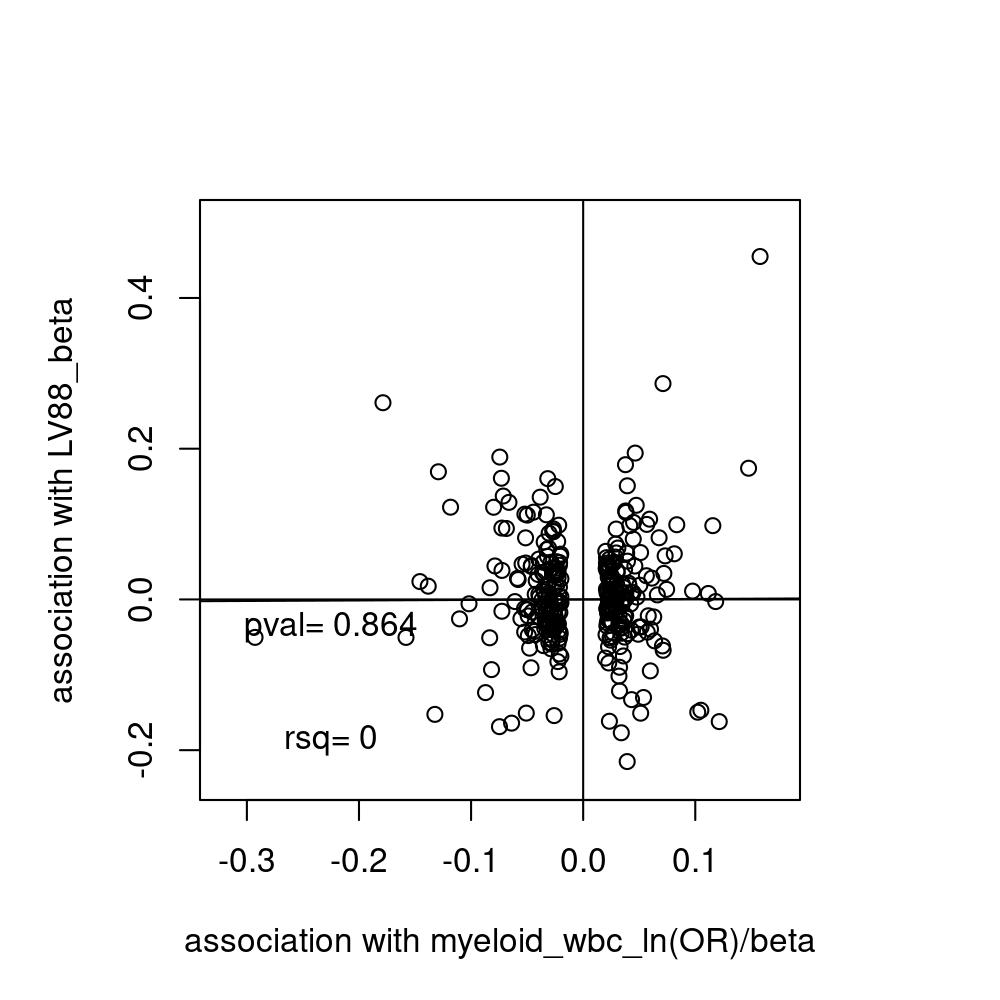 0.4
0.2
0.0
-0.2
association with LV88_beta
pval= 0.864
rsq= 0
-0.3 -0.2 -0.1 0.0 0.1
association with myeloid_wbc_ln(OR)/beta